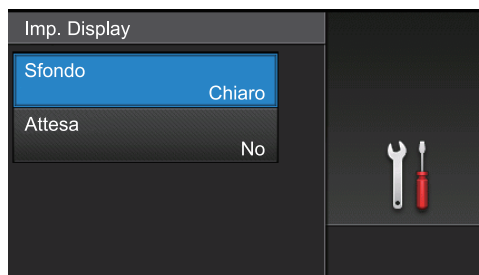 Imp. Display
Sfondo
Chiaro
Attesa
No